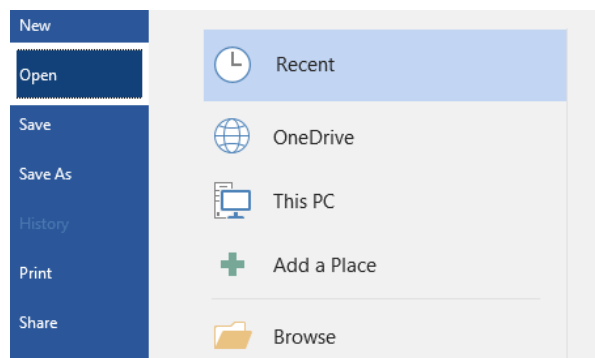 New
Open
Save
Save As
History
Print
Share
Recent
OneDrive
This PC
Add a Place
Browse